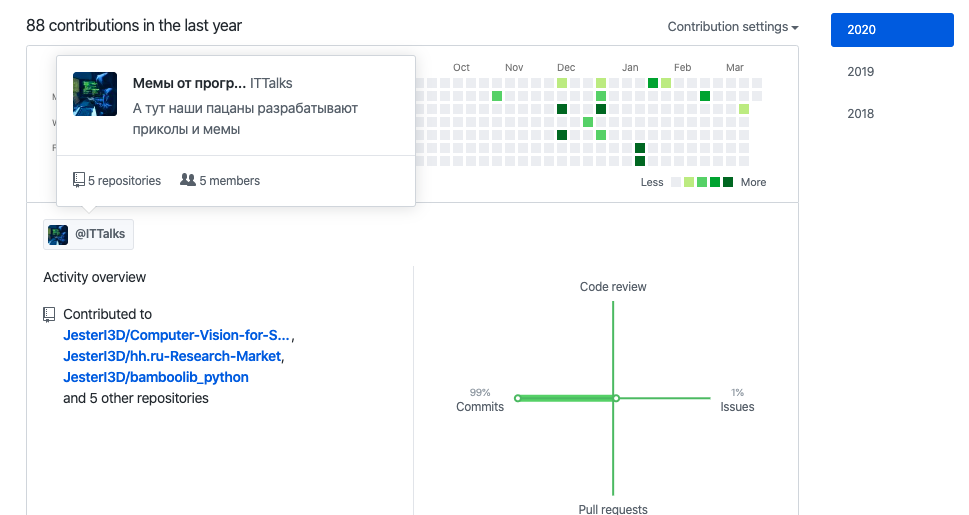 88 contributions in the last year
Contribution settings
2020
2019
2018
Oct Nov Dec Jan Feb Mar
Мемы от прогр... ITTalks
А тут наши пацаны разрабатывают
приколы и мемы
5 repositories 5 members
Less More
@ITTalks
Activity overview
Contributed to
JesterI3D/Computer-Vision-for-S... ,
JesterI3D/hh.ru-Research-Market,
JesterI3D/bamboolib_python
and 5 other repositories
Code review
99%
Commits
1%
Issues
Pull requests